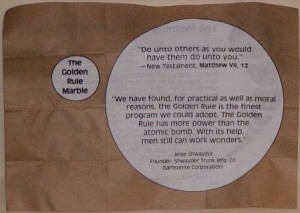 The
Golden
Rule
Marble
"Do unto others as you would
have them do unto you."
—New Testament, Matthew VII, 12
"We have found, for practical as well as moral
reasons, the Golden Rule is the finest
program we could adopt. The Golden
Rule has more power than the
atomic bomb. With its help,
men still can work wonders."
Jesse Shwayder
Founder, Shwayder Trunk Mfg. Co.
(Samsonite Corporation)